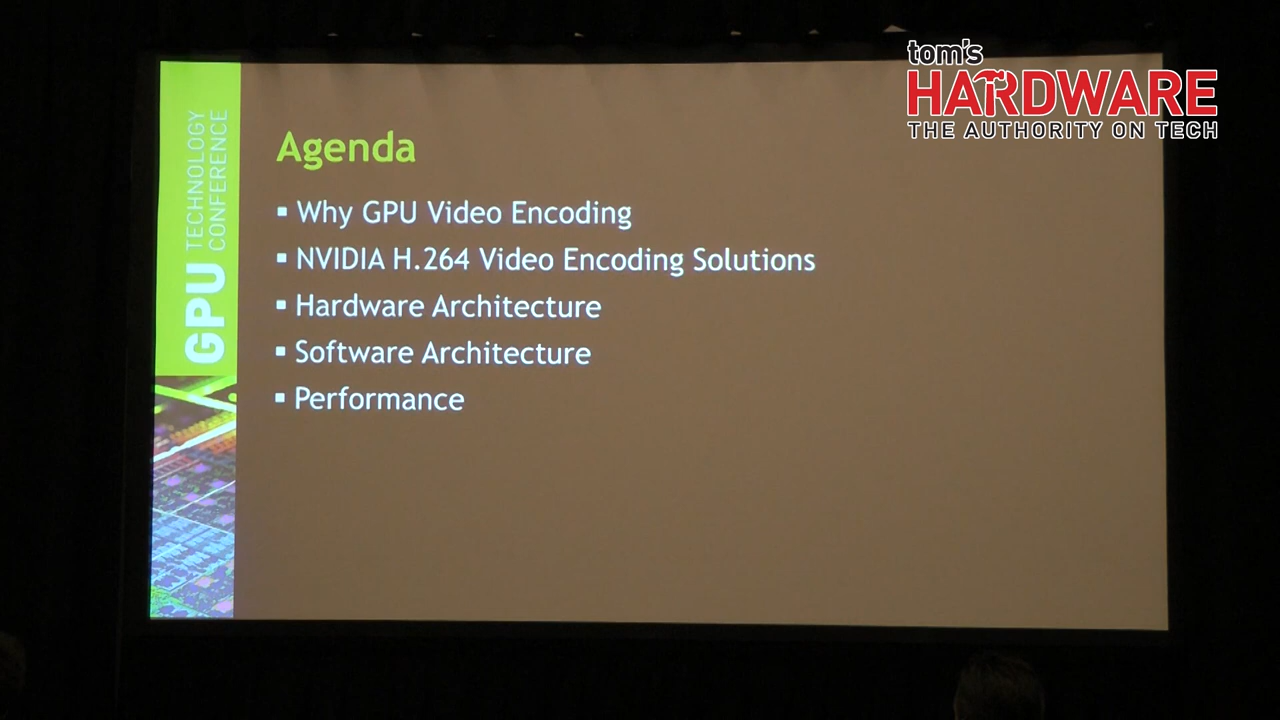 tom's
HARDWARE
THE AUTHORITY ON TECH
GPU TECHNOLOGY
CONFERENCE
Agenda
▪ Why GPU Video Encoding
▪ NVIDIA H.264 Video Encoding Solutions
▪ Hardware Architecture
▪ Software Architecture
▪ Performance